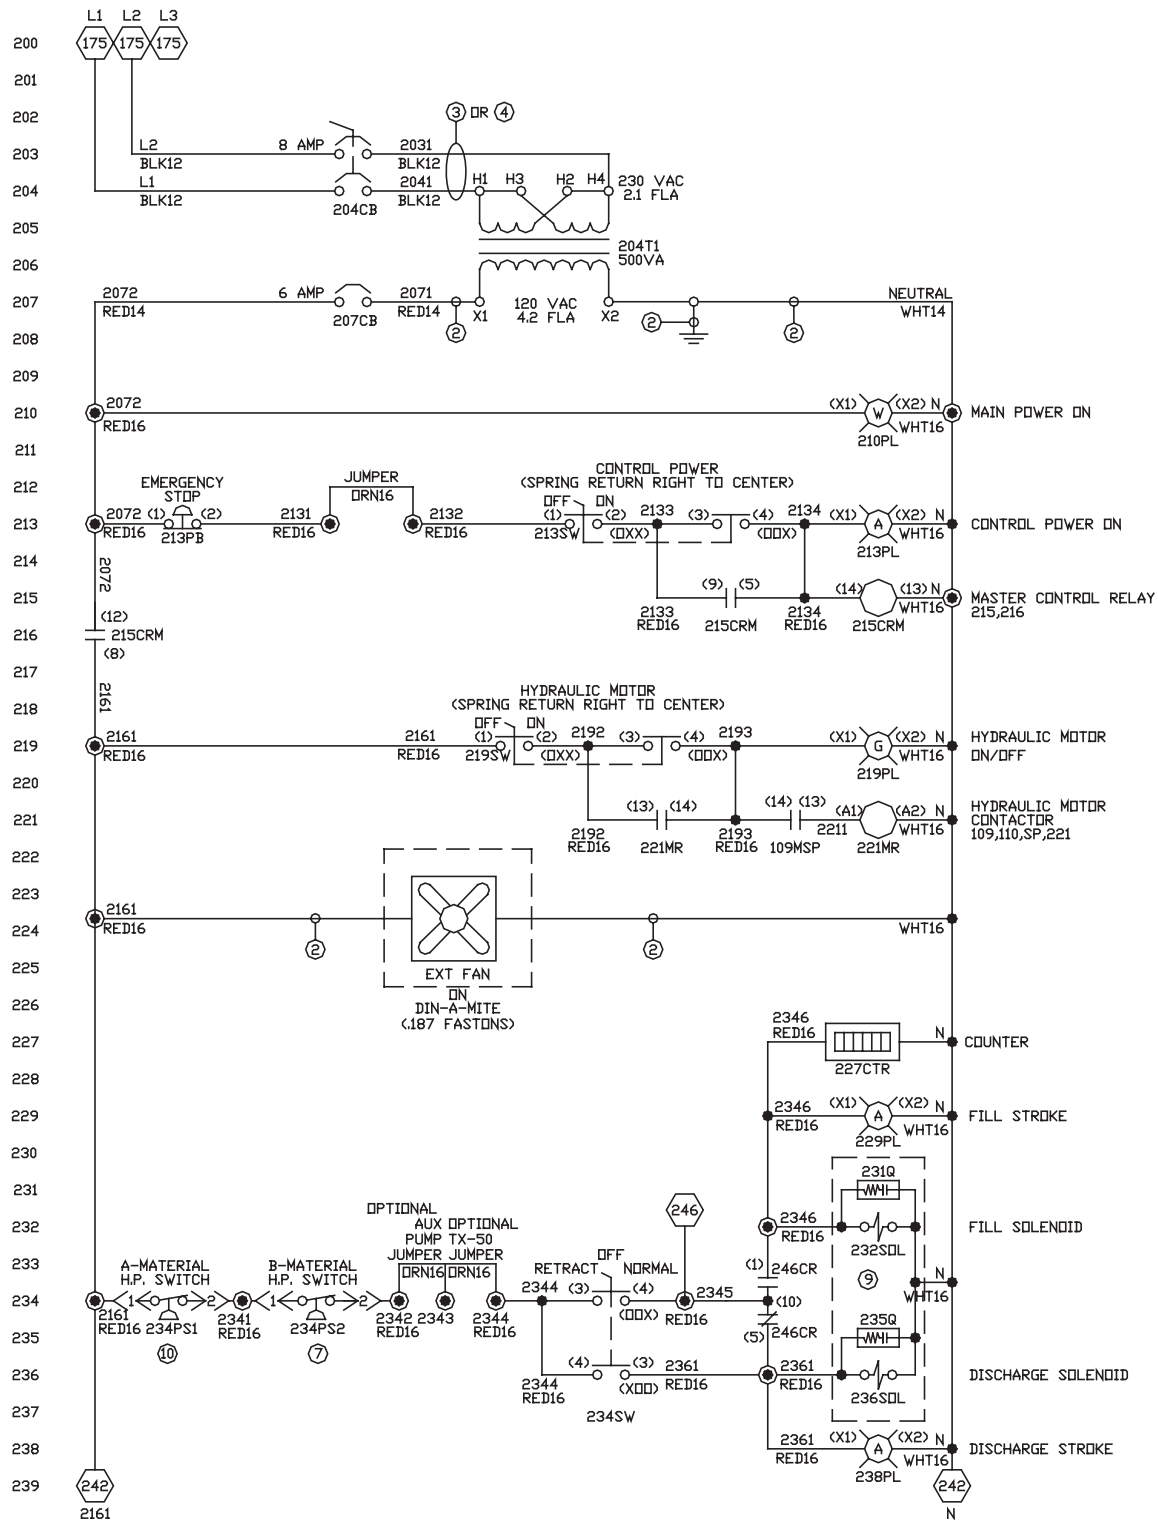 L1 L2 L3
200 175 175 175
201
202 3 OR 4
203 L2 8 AMP 2031
BLK12 BLK12
204 L1 2041 H1 H3 H2 H4 230 VAC
BLK12 204CB BLK12 2.1 FLA
205
204T1
206 500VA
207 2072 6 AMP 2071 120 VAC NEUTRAL
RED14 207CB RED14 X1 4.2 FLA X2 WHT14
208 2 2 2
209
210 2072 (X1) W (X2) N MAIN POWER ON
RED16 210PL WHT16
211
212 EMERGENCY JUMPER CONTROL POWER
STOP ORN16 (SPRING RETURN RIGHT TO CENTER)
OFF ON
213 2072 (1) (2) 2131 2132 (1) (2) 2133 (3) (4) 2134 (X1) A (X2) N CONTROL POWER ON
RED16 213PB RED16 RED16 213SW (OXX) (OOX) 213PL WHT16
214 2072
215 (9) (5) (14) (13) N MASTER CONTROL RELAY
2133 2134 WHT16 215,216
RED16 215CRM RED16 215CRM
(12)
216 215CRM
(8)
217
2161
218 HYDRAULIC MOTOR
(SPRING RETURN RIGHT TO CENTER)
OFF ON
219 2161 2161 (1) (2) 2192 (3) (4) 2193 (X1) G (X2) N HYDRAULIC MOTOR
RED16 RED16 219SW (OXX) (OOX) 219PL WHT16 ON/OFF
220
221 (13) (14) (14) (13) (A1) (A2) N HYDRAULIC MOTOR
CONTACTOR
2192 2193 2211 WHT16 109,110,SP,221
RED16 221MR RED16 109MSP 221MR
222
223
2161
224 RED16 WHT16
2 2
225 EXT FAN
ON
226 DIN-A-MITE
(.187 FASTONS)
227 2346 N COUNTER
RED16 227CTR
228
229 2346 (X1) A (X2) N FILL STROKE
RED16 229PL WHT16
230
231 231Q
232 OPTIONAL 246 2346 FILL SOLENOID
AUX OPTIONAL RED16 232SOL
PUMP TX-50
233 A-MATERIAL B-MATERIAL JUMPER JUMPER OFF (1) 246CR 9 N
H.P. SWITCH H.P. SWITCH ORN16 ORN16 RETRACT NORMAL WHT16
234 1 2 1 2 2344 (3) (4) 2345 (10)
2161 2341 2342 2343 2344 (OOX) RED16
RED16 234PS1 RED16 234PS2 RED16 RED16
235 10 7 (5) 246CR 235Q
236 (4) (3) 2361 2361 DISCHARGE SOLENOID
2344 (XOO) RED16 RED16 236SOL
RED16
237 234SW
238 2361 (X1) A (X2) N DISCHARGE STROKE
RED16 238PL WHT16
239 242 242
2161 N